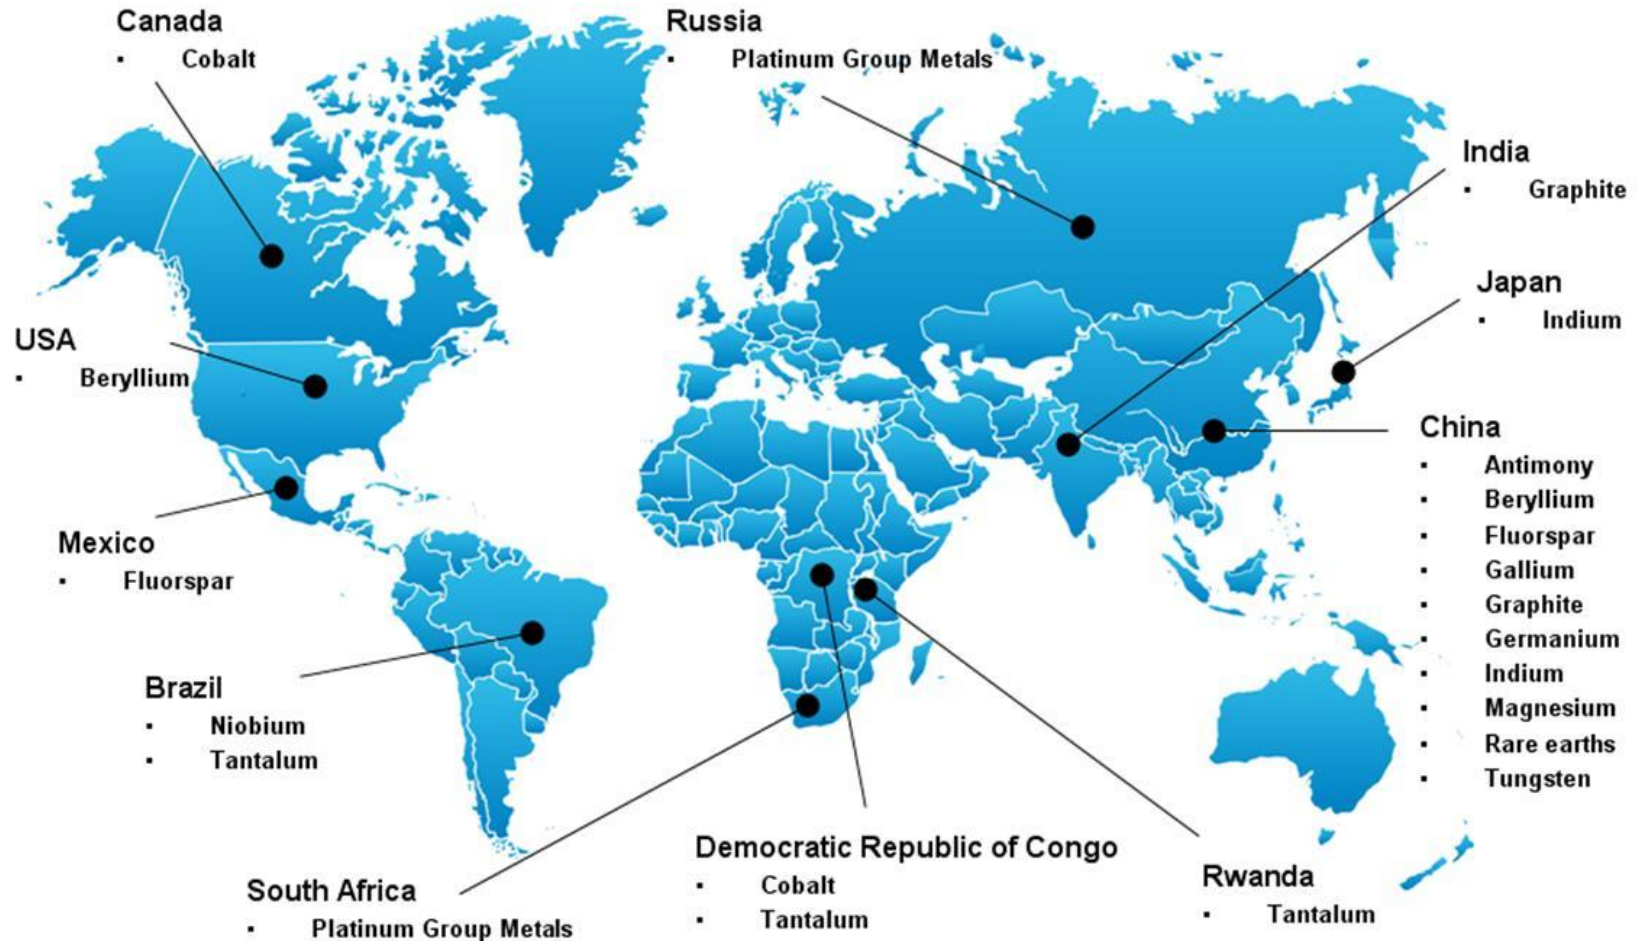 Canada
▪ Cobalt
Russia
▪ Platinum Group Metals
India
▪ Graphite
Japan
▪ Indium
USA
▪ Beryllium
China
▪ Antimony
▪ Beryllium
▪ Fluorspar
▪ Gallium
▪ Graphite
▪ Germanium
▪ Indium
▪ Magnesium
▪ Rare earths
▪ Tungsten
Mexico
▪ Fluorspar
Brazil
▪ Niobium
▪ Tantalum
South Africa
▪ Platinum Group Metals
Democratic Republic of Congo
▪ Cobalt
▪ Tantalum
Rwanda
▪ Tantalum